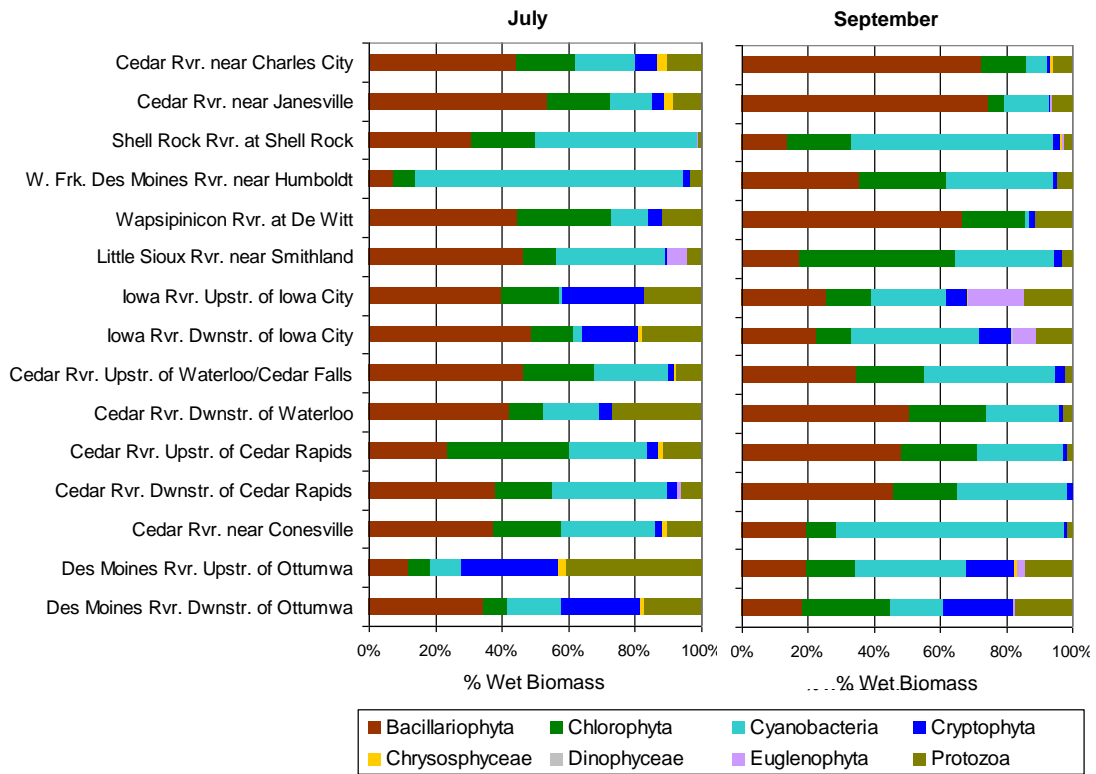 July
September
Cedar Rvr. near Charles City
Cedar Rvr. near Janesville
Shell Rock Rvr. at Shell Rock
W. Frk. Des Moines Rvr. near Humboldt
Wapsipinicon Rvr. at De Witt
Little Sioux Rvr. near Smithland
Iowa Rvr. Upstr. of Iowa City
Iowa Rvr. Dwnstr. of Iowa City
Cedar Rvr. Upstr. of Waterloo/Cedar Falls
Cedar Rvr. Dwnstr. of Waterloo
Cedar Rvr. Upstr. of Cedar Rapids
Cedar Rvr. Dwnstr. of Cedar Rapids
Cedar Rvr. near Conesville
Des Moines Rvr. Upstr. of Ottumwa
Des Moines Rvr. Dwnstr. of Ottumwa
0% 20% 40% 60% 80% 100%
0% 20% 40% 60% 80% 100%
% Wet Biomass
% Wet Biomass
Bacillariophyta Chlorophyta Cyanobacteria Cryptophyta
Chrysosphyceae Dinophyceae Euglenophyta Protozoa